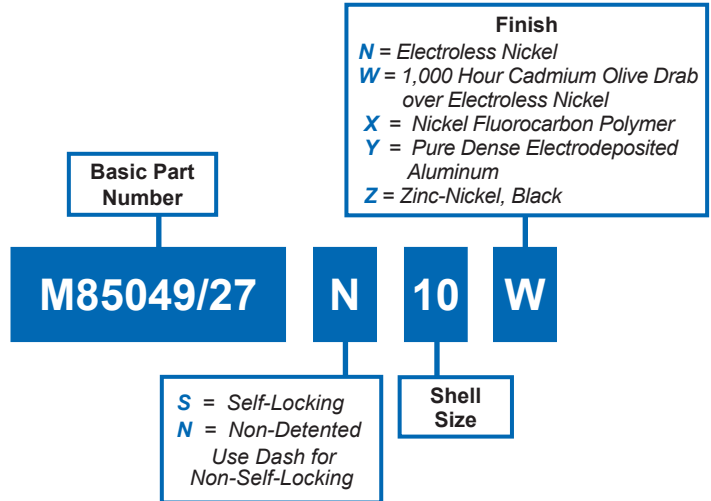 Finish
N = Electroless Nickel
W = 1,000 Hour Cadmium Olive Drab
over Electroless Nickel
X = Nickel Fluorocarbon Polymer
Y = Pure Dense Electrodeposited
Aluminum
Z = Zinc-Nickel, Black
Basic Part
Number
M85049/27 N 10 W
S = Self-Locking
N = Non-Detented
Use Dash for
Non-Self-Locking
Shell
Size